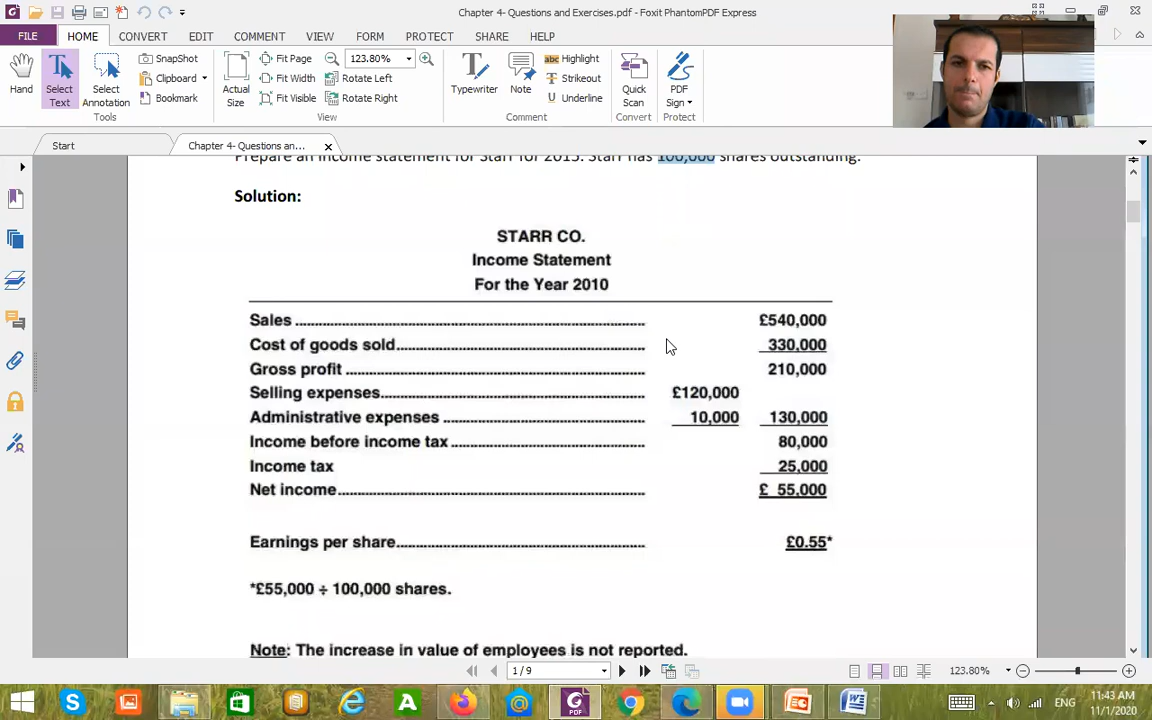 Chapter 4- Questions and Exercises.pdf - Foxit PhantomPDF Express
FILE HOME CONVERT EDIT COMMENT VIEW FORM PROTECT SHARE HELP
Hand
Select Text
Select Annotation
SnapShot
Clipboard
Bookmark
Tools
Actual Size
Fit Page
Fit Width
Fit Visible
123.80%
Rotate Left
Rotate Right
View
Typewriter
Note
Highlight
Strikeout
Underline
Comment
Quick Scan
Convert
PDF Sign
Protect
Start
Chapter 4- Questions an...
Prepare an income statement for Starr for 2015. Starr has 100,000 shares outstanding.
Solution:
STARR CO.
Income Statement
For the Year 2010
Sales £540,000
Cost of goods sold 330,000
Gross profit 210,000
Selling expenses £120,000
Administrative expenses 10,000 130,000
Income before income tax 80,000
Income tax 25,000
Net income £ 55,000
Earnings per share £0.55*
*£55,000 ÷ 100,000 shares.
Note: The increase in value of employees is not reported.
1 / 9
123.80%
ENG
11:43 AM
11/1/2020